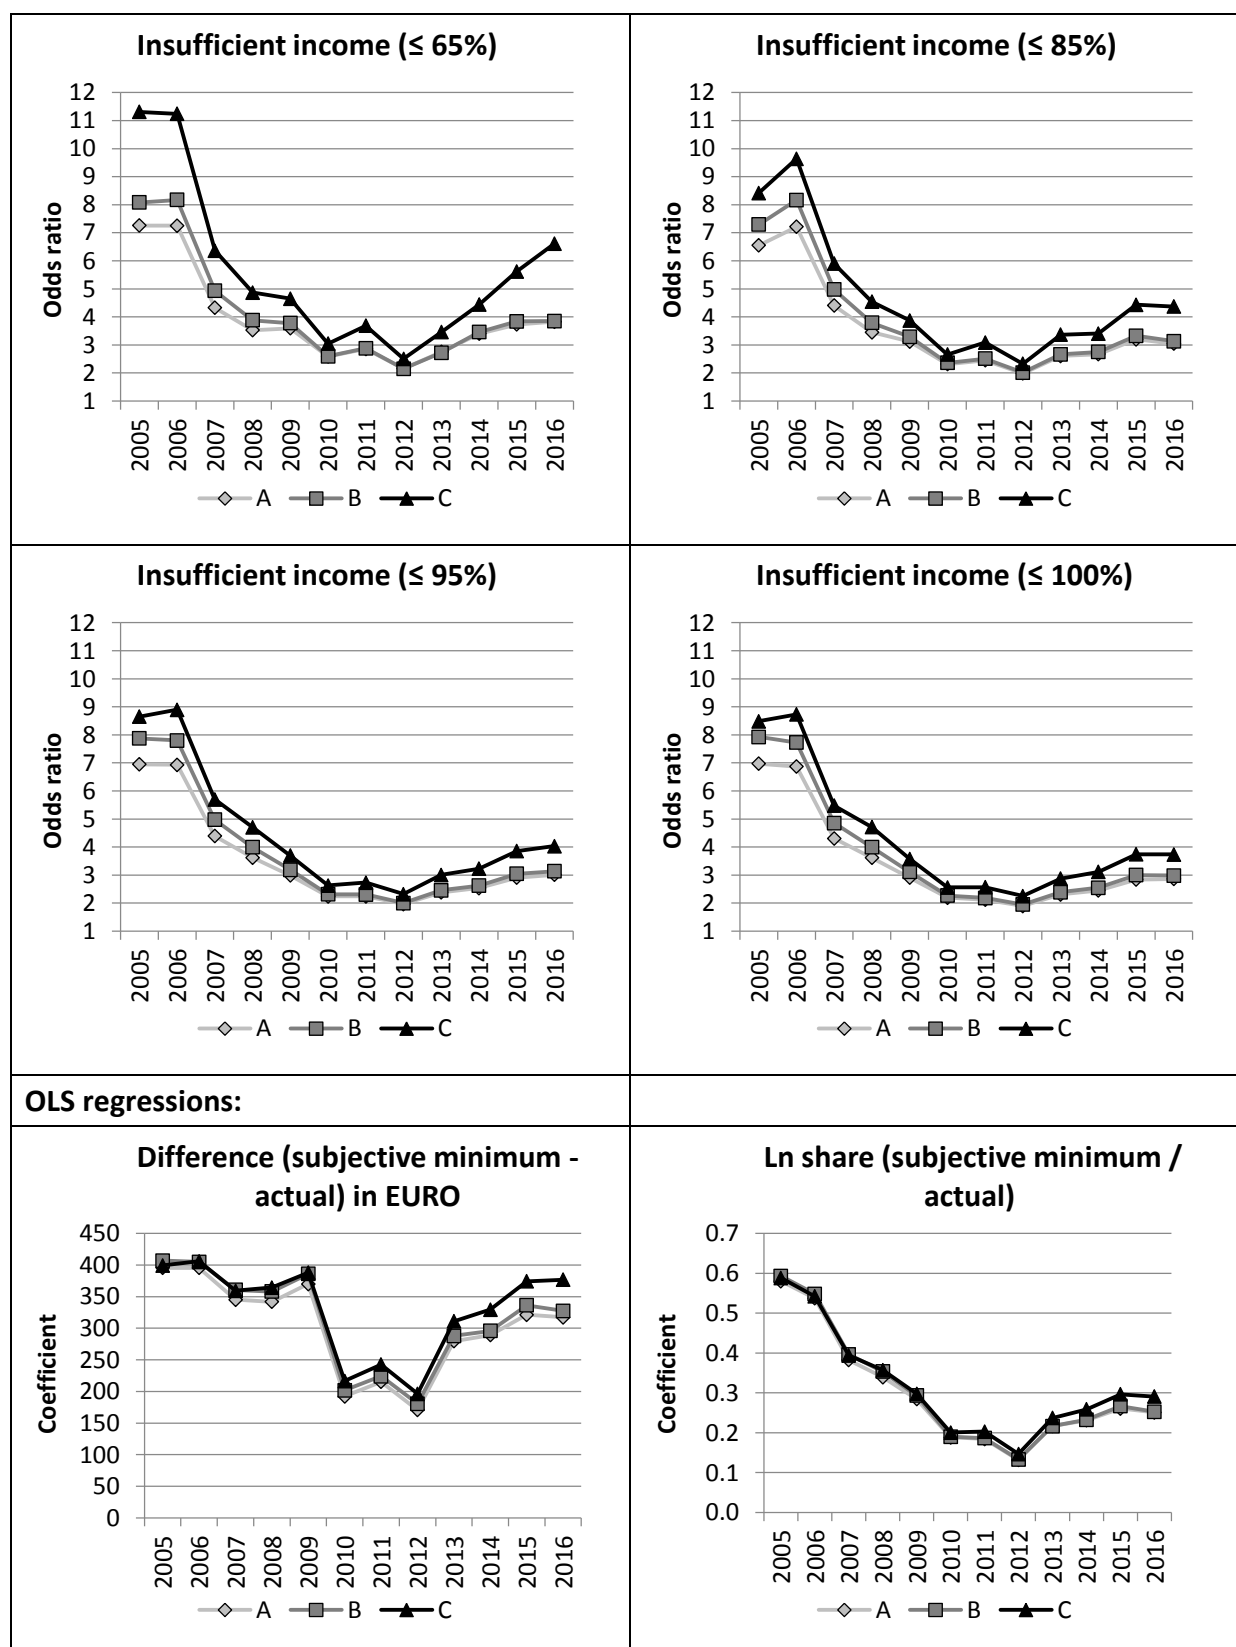 Insufficient income (≤ 65%)
12
11
10
9
8
7
6
5
4
3
2
1
Odds ratio
2005 2006 2007 2008 2009 2010 2011 2012 2013 2014 2015 2016
A B C
Insufficient income (≤ 85%)
12
11
10
9
8
7
6
5
4
3
2
1
Odds ratio
2005 2006 2007 2008 2009 2010 2011 2012 2013 2014 2015 2016
A B C
Insufficient income (≤ 95%)
12
11
10
9
8
7
6
5
4
3
2
1
Odds ratio
2005 2006 2007 2008 2009 2010 2011 2012 2013 2014 2015 2016
A B C
Insufficient income (≤ 100%)
12
11
10
9
8
7
6
5
4
3
2
1
Odds ratio
2005 2006 2007 2008 2009 2010 2011 2012 2013 2014 2015 2016
A B C
OLS regressions:
Difference (subjective minimum -
actual) in EURO
450
400
350
300
250
200
150
100
50
0
Coefficient
2005 2006 2007 2008 2009 2010 2011 2012 2013 2014 2015 2016
A B C
Ln share (subjective minimum /
actual)
0.7
0.6
0.5
0.4
0.3
0.2
0.1
0.0
Coefficient
2005 2006 2007 2008 2009 2010 2011 2012 2013 2014 2015 2016
A B C